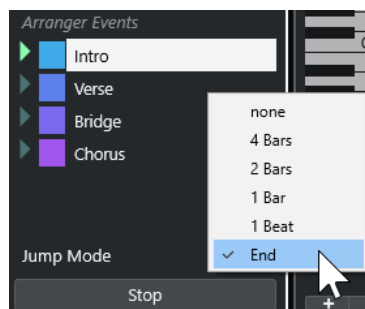 Arranger Events
Intro
Verse
Bridge
Chorus
none
4 Bars
2 Bars
1 Bar
1 Beat
End
Jump Mode
Stop